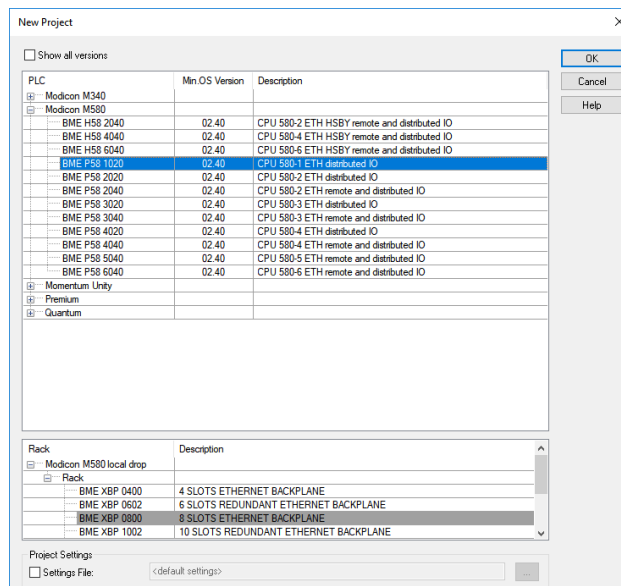 New Project
Show all versions
OK
Cancel
Help
PLC Min.OS Version Description
Modicon M340
Modicon M580
BME H58 2040 02.40 CPU 580-2 ETH HSBY remote and distributed IO
BME H58 4040 02.40 CPU 580-4 ETH HSBY remote and distributed IO
BME H58 6040 02.40 CPU 580-6 ETH HSBY remote and distributed IO
BME P58 1020 02.40 CPU 580-1 ETH distributed IO
BME P58 2020 02.40 CPU 580-2 ETH distributed IO
BME P58 2040 02.40 CPU 580-2 ETH remote and distributed IO
BME P58 3020 02.40 CPU 580-3 ETH distributed IO
BME P58 3040 02.40 CPU 580-3 ETH remote and distributed IO
BME P58 4020 02.40 CPU 580-4 ETH distributed IO
BME P58 4040 02.40 CPU 580-4 ETH remote and distributed IO
BME P58 5040 02.40 CPU 580-5 ETH remote and distributed IO
BME P58 6040 02.40 CPU 580-6 ETH remote and distributed IO
Momentum Unity
Premium
Quantum
Rack Description
Modicon M580 local drop
Rack
BME XBP 0400 4 SLOTS ETHERNET BACKPLANE
BME XBP 0602 6 SLOTS REDUNDANT ETHERNET BACKPLANE
BME XBP 0800 8 SLOTS ETHERNET BACKPLANE
BME XBP 1002 10 SLOTS REDUNDANT ETHERNET BACKPLANE
Project Settings
Settings File: <default settings> ...